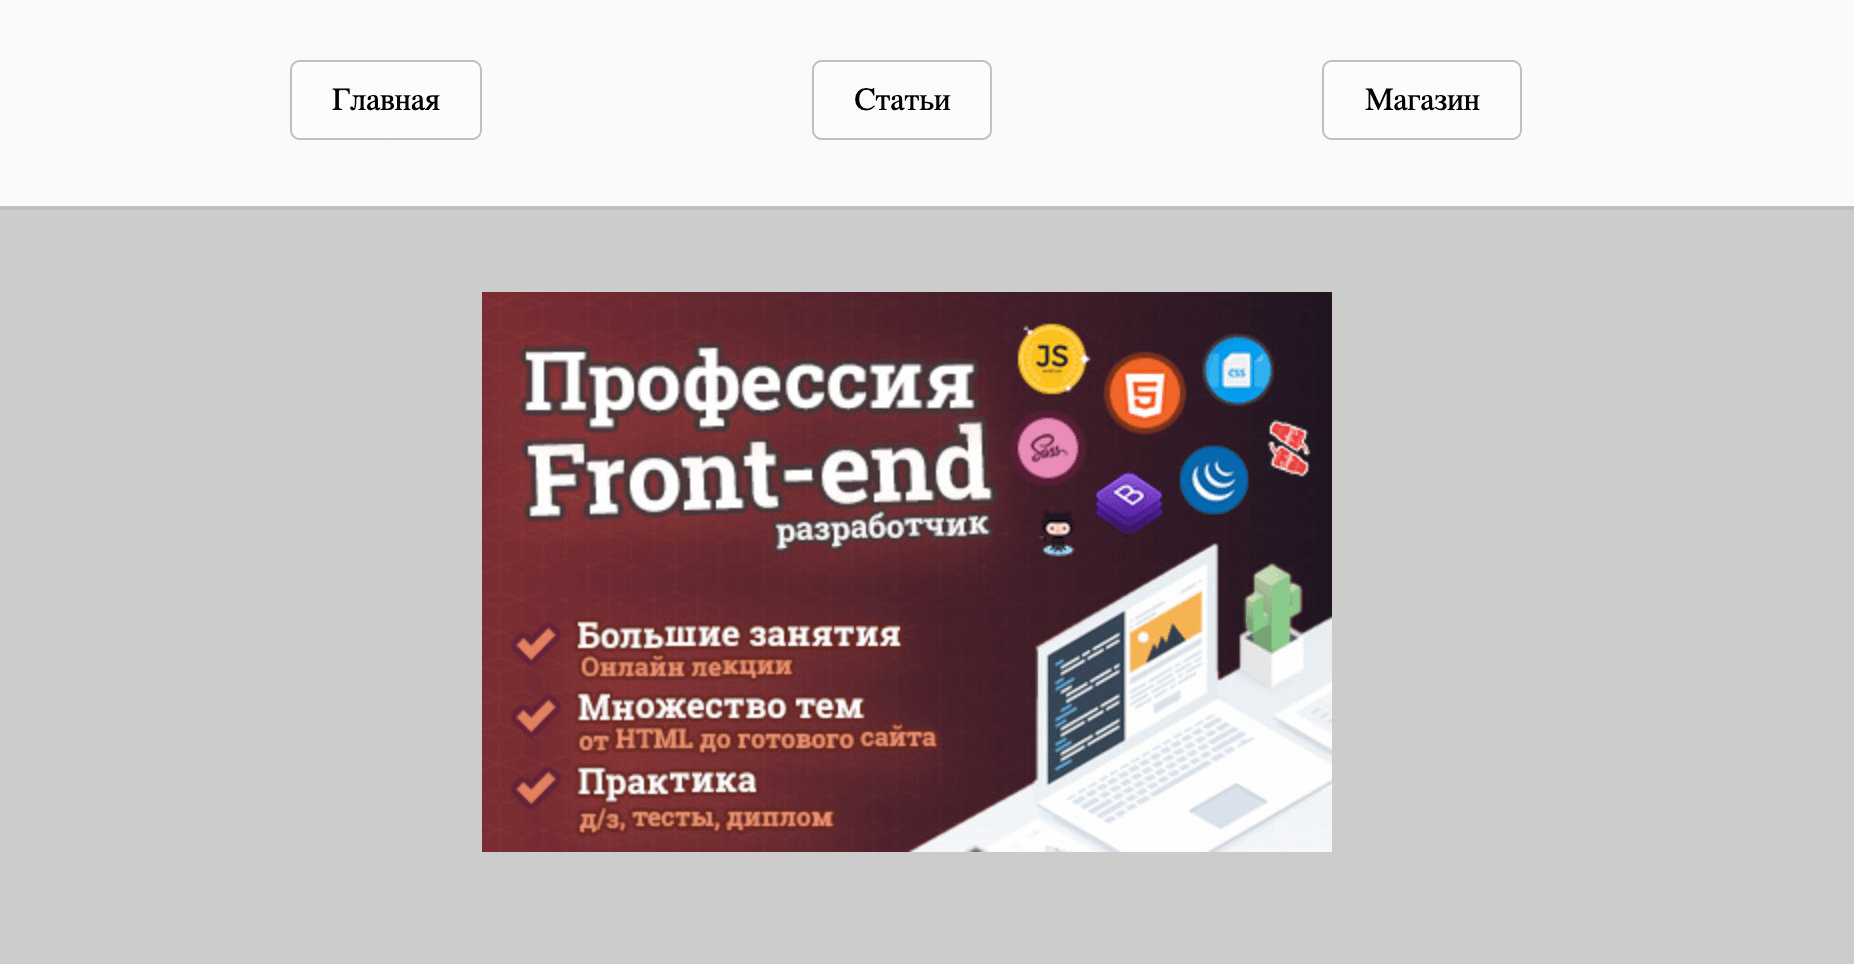 Главная
Статьи
Магазин
Профессия
Front-end
разработчик
JS
CSS
Sass
B
Большие занятия
Онлайн лекции
Множество тем
от HTML до готового сайта
Практика
д/з, тесты, диплом